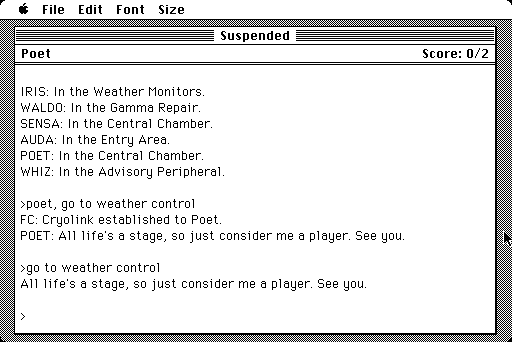 File Edit Font Size
Suspended
Poet Score: 0/2
IRIS: In the Weather Monitors.
WALDO: In the Gamma Repair.
SENSA: In the Central Chamber.
AUDA: In the Entry Area.
POET: In the Central Chamber.
WHIZ: In the Advisory Peripheral.
>poet, go to weather control
FC: Cryolink established to Poet.
POET: All life's a stage, so just consider me a player. See you.
>go to weather control
All life's a stage, so just consider me a player. See you.
>